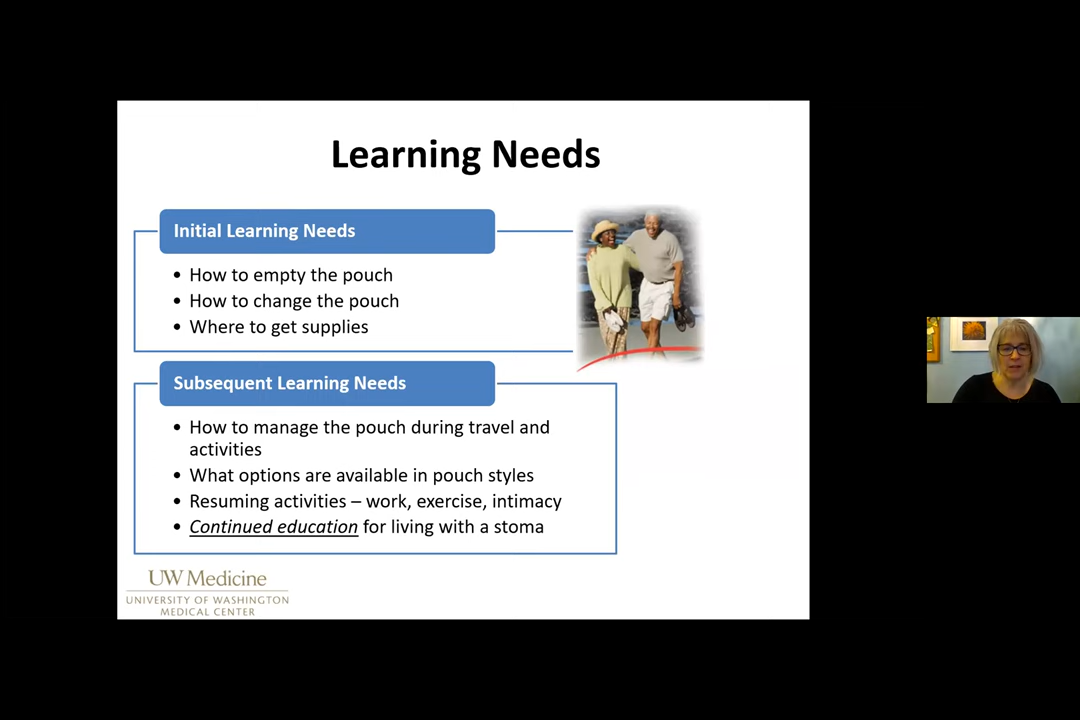 Learning Needs
Initial Learning Needs
• How to empty the pouch
• How to change the pouch
• Where to get supplies
Subsequent Learning Needs
• How to manage the pouch during travel and
activities
• What options are available in pouch styles
• Resuming activities – work, exercise, intimacy
• Continued education for living with a stoma
UW Medicine
UNIVERSITY OF WASHINGTON
MEDICAL CENTER